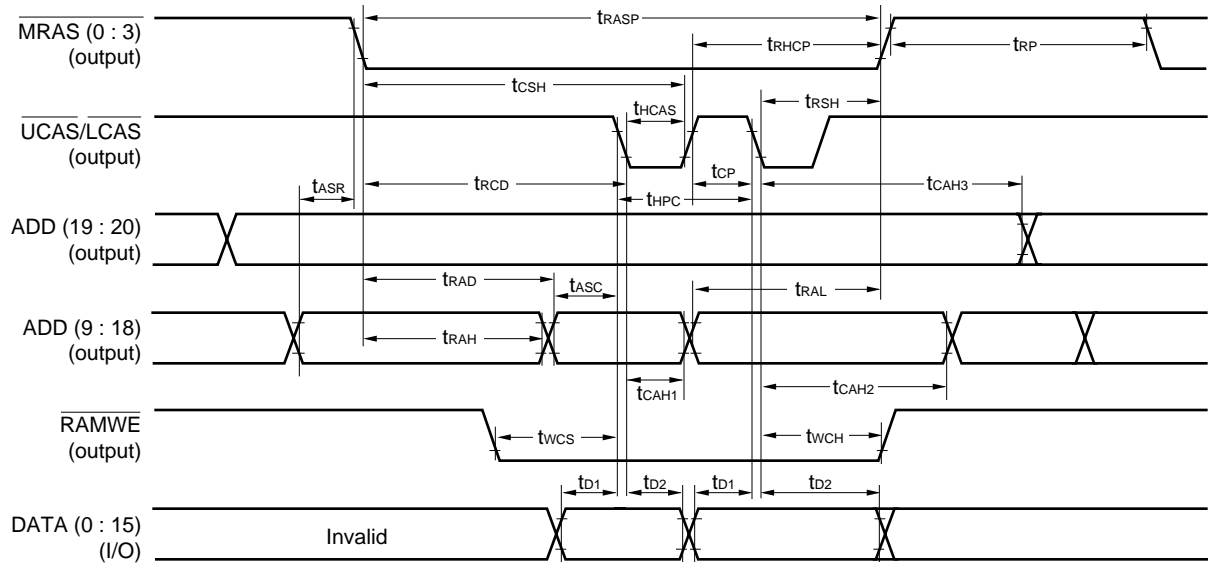 tRASP
MRAS (0 : 3)
(output)
tRHCP
tRP
tCSH
tRSH
tHCAS
UCAS/LCAS
(output)
tCP
tASR
tRCD
tCAH3
tHPC
ADD (19 : 20)
(output)
tRAD
tASC
tRAL
ADD (9 : 18)
(output)
tRAH
tCAH1
tCAH2
RAMWE
(output)
tWCS
tWCH
tD1
tD2
tD1
tD2
DATA (0 : 15)
(I/O)
Invalid